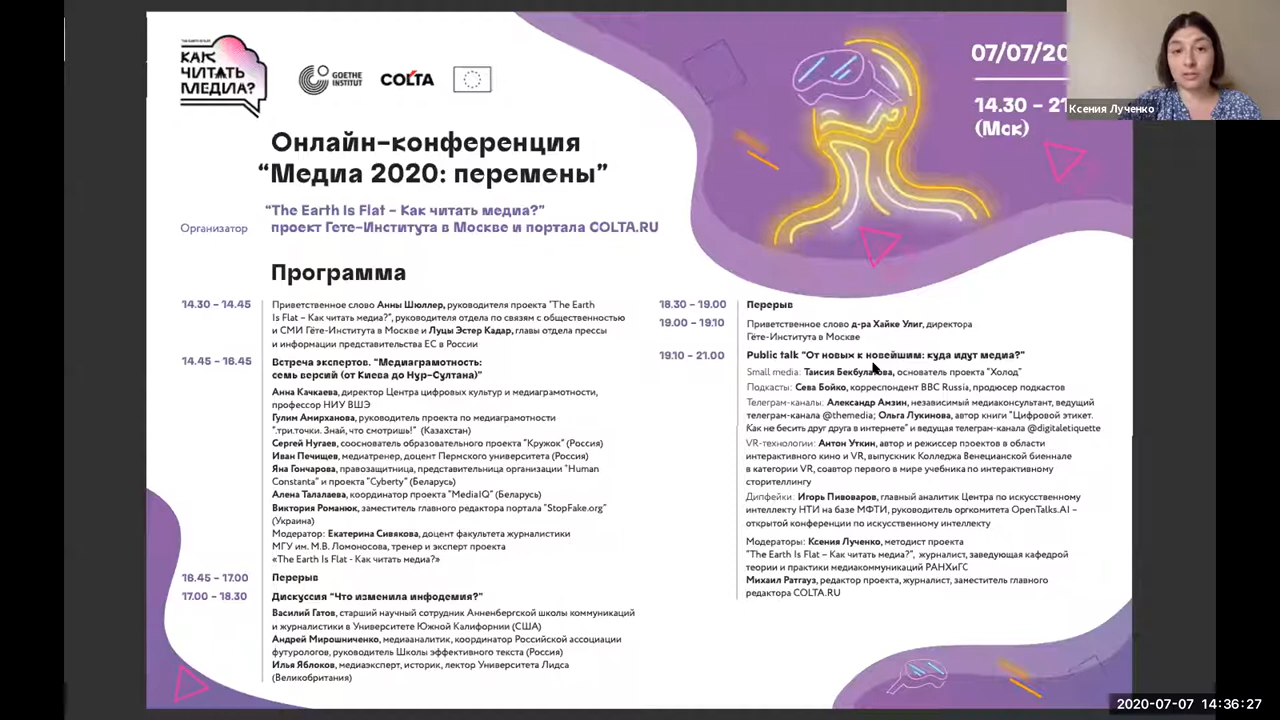 THE EARTH IS FLAT
КАК
ЧИТАТЬ
МЕДИА?
GOETHE
INSTITUT
COLTA
07/07/20
14.30 – 21
(Мск)
Ксения Лученко
Онлайн-конференция
“Медиа 2020: перемены”
“The Earth Is Flat – Как читать медиа?”
Организатор проект Гете-Института в Москве и портала COLTA.RU
Программа
14.30 – 14.45 Приветственное слово Анны Шюллер, руководителя проекта “The Earth
Is Flat – Как читать медиа?”, руководителя отдела по связям с общественностью
и СМИ Гёте-Института в Москве и Луцы Эстер Кадар, главы отдела прессы
и информации представительства ЕС в России
14.45 – 16.45 Встреча экспертов. “Медиаграмотность:
семь версий (от Киева до Нур-Султана)”
Анна Качкаева, директор Центра цифровых культур и медиаграмотности,
профессор НИУ ВШЭ
Гулим Амирханова, руководитель проекта по медиаграмотности
“.три.точки. Знай, что смотришь!” (Казахстан)
Сергей Нугаев, сооснователь образовательного проекта “Кружок” (Россия)
Иван Печищев, медиатренер, доцент Пермского университета (Россия)
Яна Гончарова, правозащитница, представительница организации “Human
Constanta” и проекта “Cyberty” (Беларусь)
Алена Талалаева, координатор проекта “MediaIQ” (Беларусь)
Виктория Романюк, заместитель главного редактора портала “StopFake.org”
(Украина)
Модератор: Екатерина Сивякова, доцент факультета журналистики
МГУ им. М.В. Ломоносова, тренер и эксперт проекта
«The Earth Is Flat - Как читать медиа?»
16.45 – 17.00 Перерыв
17.00 – 18.30 Дискуссия “Что изменила инфодемия?”
Василий Гатов, старший научный сотрудник Анненбергской школы коммуникаций
и журналистики в Университете Южной Калифорнии (США)
Андрей Мирошниченко, медиааналитик, координатор Российской ассоциации
футурологов, руководитель Школы эффективного текста (Россия)
Илья Яблоков, медиаэксперт, историк, лектор Университета Лидса
(Великобритания)
18.30 – 19.00 Перерыв
19.00 – 19.10 Приветственное слово д-ра Хайке Улиг, директора
Гёте-Института в Москве
19.10 – 21.00 Public talk “От новых к новейшим: куда идут медиа?”
Small media: Таисия Бекбулатова, основатель проекта “Холод”
Подкасты: Сева Бойко, корреспондент BBC Russia, продюсер подкастов
Телеграм-каналы: Александр Амзин, независимый медиаконсультант, ведущий
телеграм-канала @themedia; Ольга Лукинова, автор книги “Цифровой этикет.
Как не бесить друг друга в интернете” и ведущая телеграм-канала @digitaletiquette
VR-технологии: Антон Уткин, автор и режиссер проектов в области
интерактивного кино и VR, выпускник Колледжа Венецианской биеннале
в категории VR, соавтор первого в мире учебника по интерактивному
сторителлингу
Дипфейки: Игорь Пивоваров, главный аналитик Центра по искусственному
интеллекту НТИ на базе МФТИ, руководитель оргкомитета OpenTalks.AI –
открытой конференции по искусственному интеллекту
Модераторы: Ксения Лученко, методист проекта
“The Earth Is Flat – Как читать медиа?”, журналист, заведующая кафедрой
теории и практики медиакоммуникаций РАНХиГС
Михаил Ратгауз, редактор проекта, журналист, заместитель главного
редактора COLTA.RU
2020-07-07 14:36:27